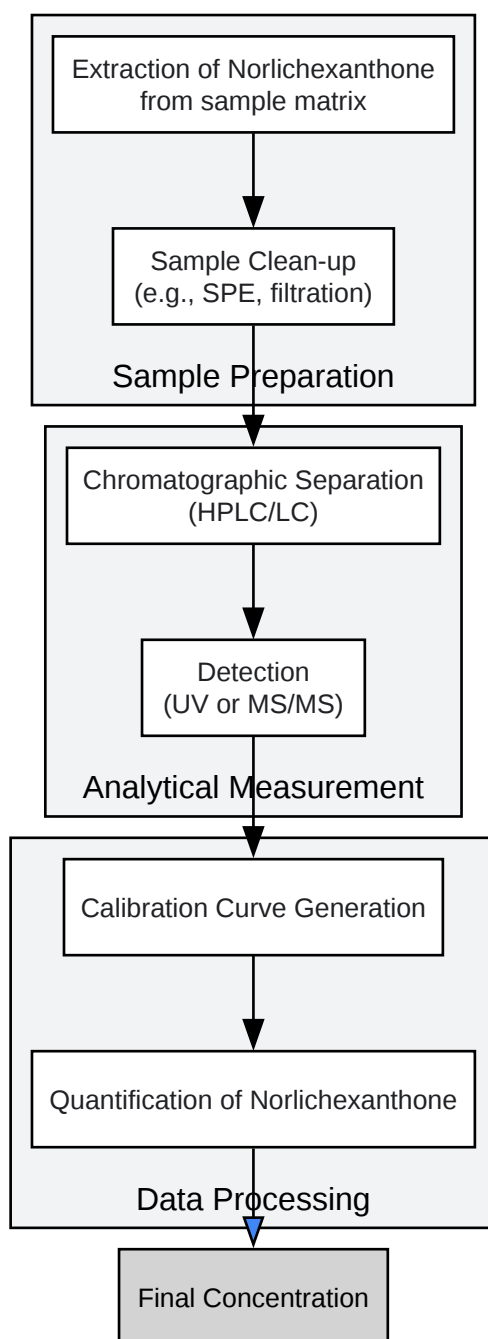 Extraction of Norlichexanthone
from sample matrix
Sample Clean-up
(e.g., SPE, filtration)
Sample Preparation
Chromatographic Separation
(HPLC/LC)
Detection
(UV or MS/MS)
Analytical Measurement
Calibration Curve Generation
Quantification of Norlichexanthone
Data Processing
Final Concentration